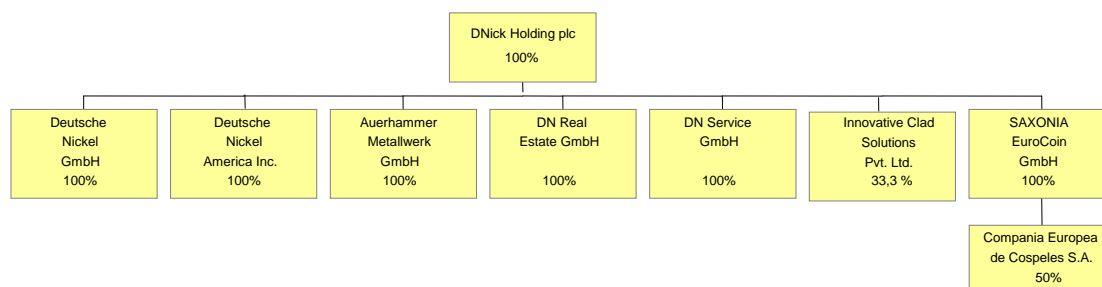 DNick Holding plc
100%
Deutsche
Nickel
GmbH
100%
Deutsche
Nickel
America Inc.
100%
Auerhammer
Metallwerk
GmbH
100%
DN Real
Estate GmbH
100%
DN Service
GmbH
100%
Innovative Clad
Solutions
Pvt. Ltd.
33,3 %
SAXONIA
EuroCoin
GmbH
100%
Compania Europea
de Cospeles S.A.
50%